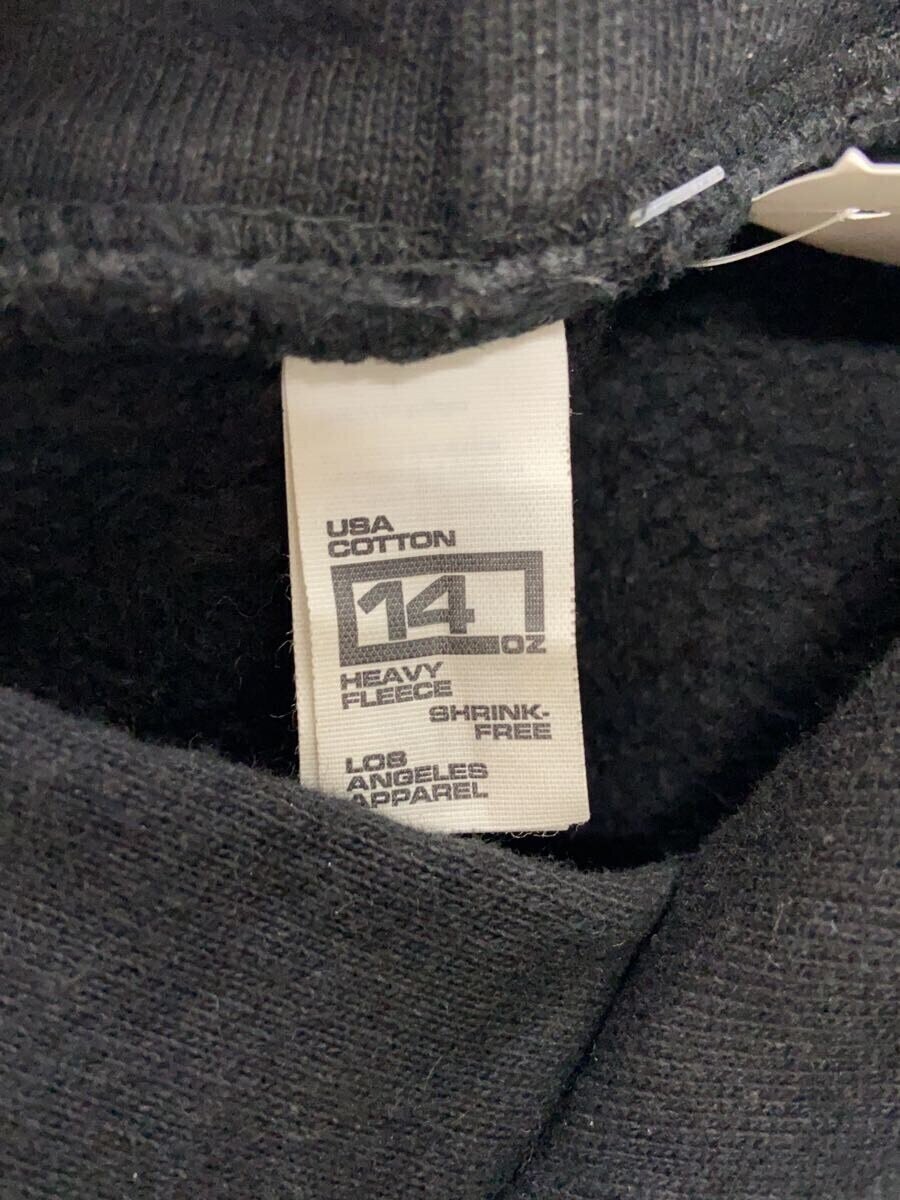 USA
COTTON
14
OZ
HEAVY
FLEECE
SHRINK-
FREE
LOS
ANGELES
APPAREL